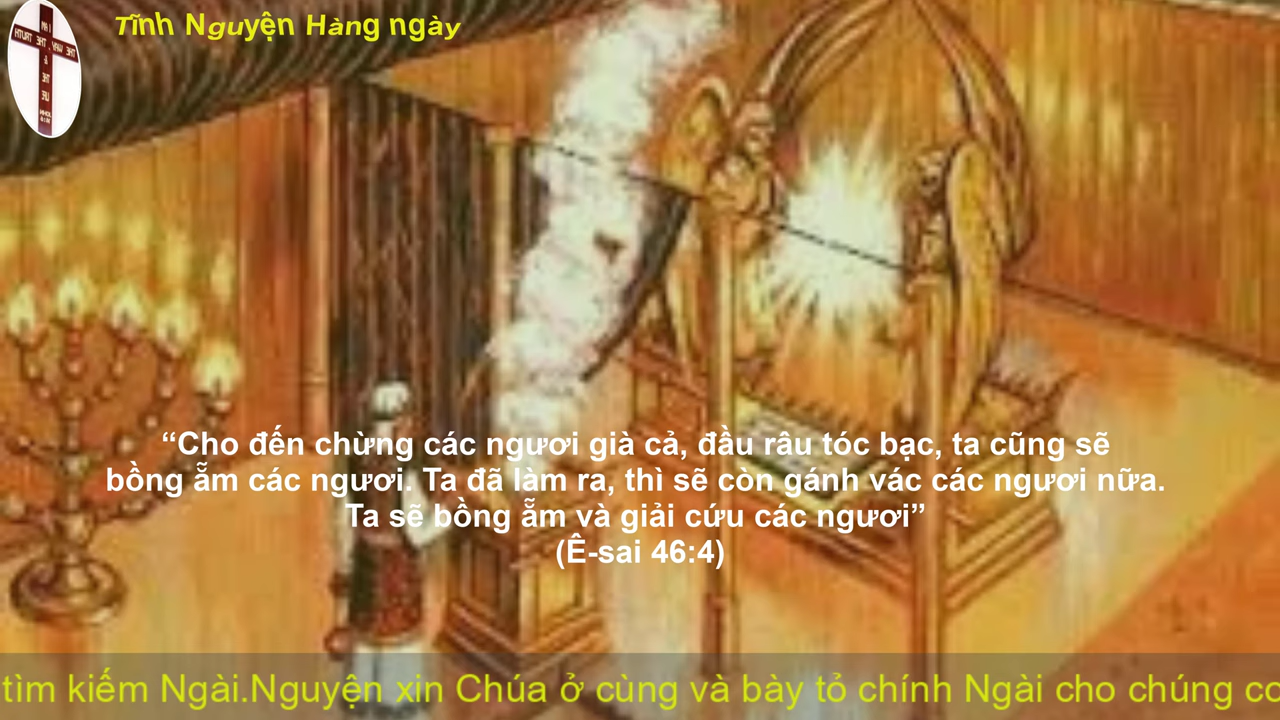 Tĩnh Nguyện Hàng ngày
“Cho đến chừng các ngươi già cả, đầu râu tóc bạc, ta cũng sẽ
bồng ẵm các ngươi. Ta đã làm ra, thì sẽ còn gánh vác các ngươi nữa.
Ta sẽ bồng ẵm và giải cứu các ngươi”
(Ê-sai 46:4)
tìm kiếm Ngài.Nguyện xin Chúa ở cùng và bày tỏ chính Ngài cho chúng co